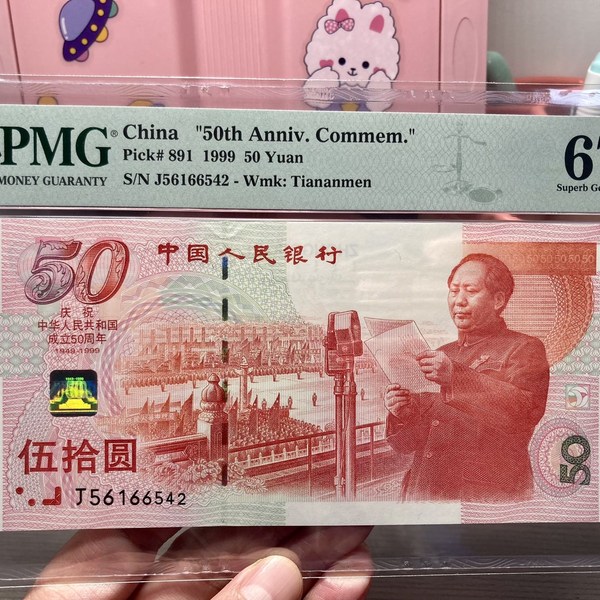 PMG® China "50th Anniv. Commem."
Pick# 891 1999 50 Yuan
MONEY GUARANTY
S/N J56166542 - Wmk: Tiananmen
67
Superb Ge
50
中国人民银行
庆祝
中华人民共和国
成立50周年
1949-1999
伍拾圆
J56166542
50